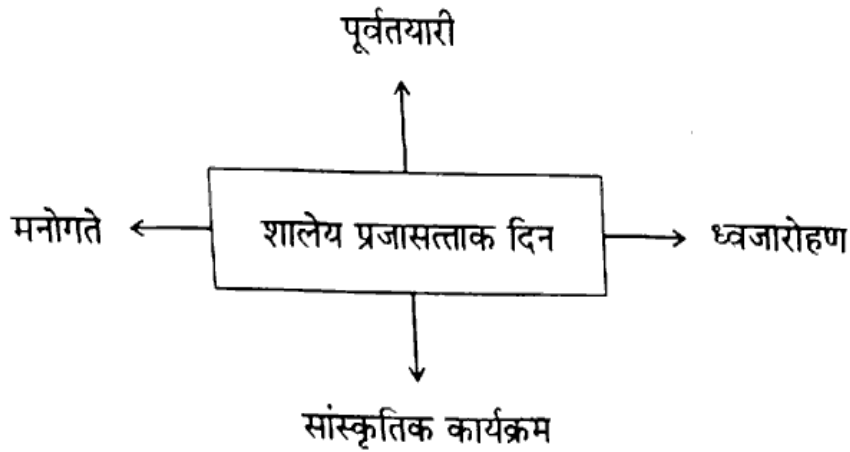 पूर्वतयारी
मनोगते
शालेय प्रजासत्ताक दिन
ध्वजारोहण
सांस्कृतिक कार्यक्रम